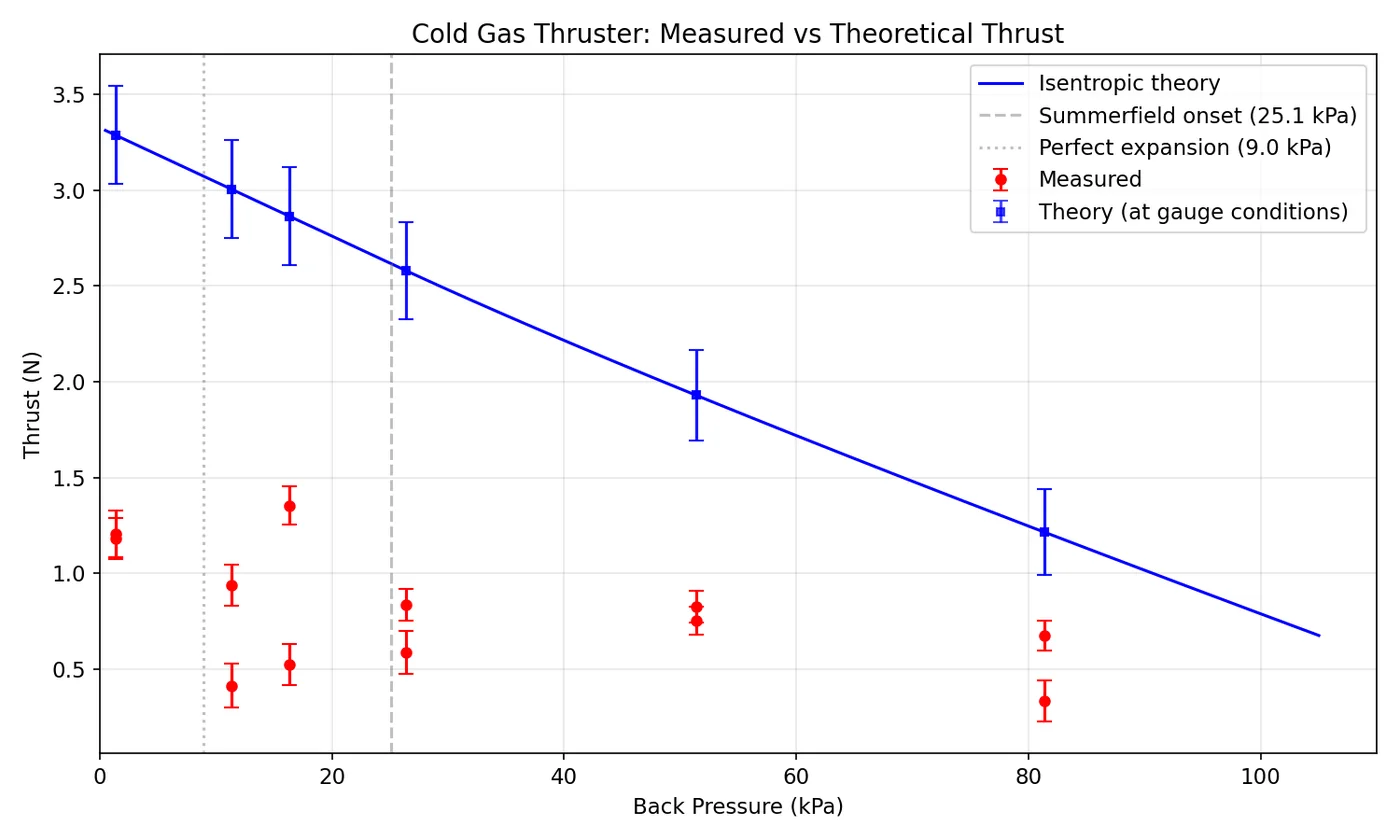 Cold Gas Thruster: Measured vs Theoretical Thrust
3.5
3.0
2.5
2.0
1.5
1.0
0.5
Thrust (N)
Isentropic theory
Summerfield onset (25.1 kPa)
Perfect expansion (9.0 kPa)
Measured
Theory (at gauge conditions)
0 20 40 60 80 100
Back Pressure (kPa)